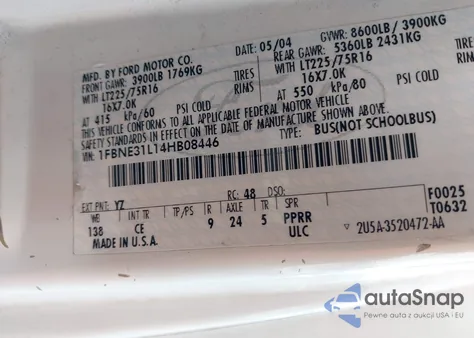 MFD. BY FORD MOTOR CO.
DATE: 05/04
GVWR: 8600LB / 3900KG
FRONT GAWR: 3900LB 1769KG
REAR GAWR: 5360LB 2431KG
WITH LT225/75R16 TIRES
WITH LT225/75R16 TIRES
16X7.0K RIMS
16X7.0K RIMS
AT 415 kPa/60 PSI COLD
AT 550 kPa/80 PSI COLD
THIS VEHICLE CONFORMS TO ALL APPLICABLE FEDERAL MOTOR VEHICLE
SAFETY STANDARDS IN EFFECT ON THE DATE OF MANUFACTURE SHOWN ABOVE.
VIN: 1FBNE31L14HB08446
TYPE: BUS(NOT SCHOOLBUS)
F0025
T0632
EXT PNT: YZ RC: 48 DSO:
WB INT TR TP/PS R AXLE TR SPR
138 CE 9 24 5 PPRR
MADE IN U.S.A. ULC
2U5A-3520472-AA
autoSnap
Pewne auta z aukcji USA i EU